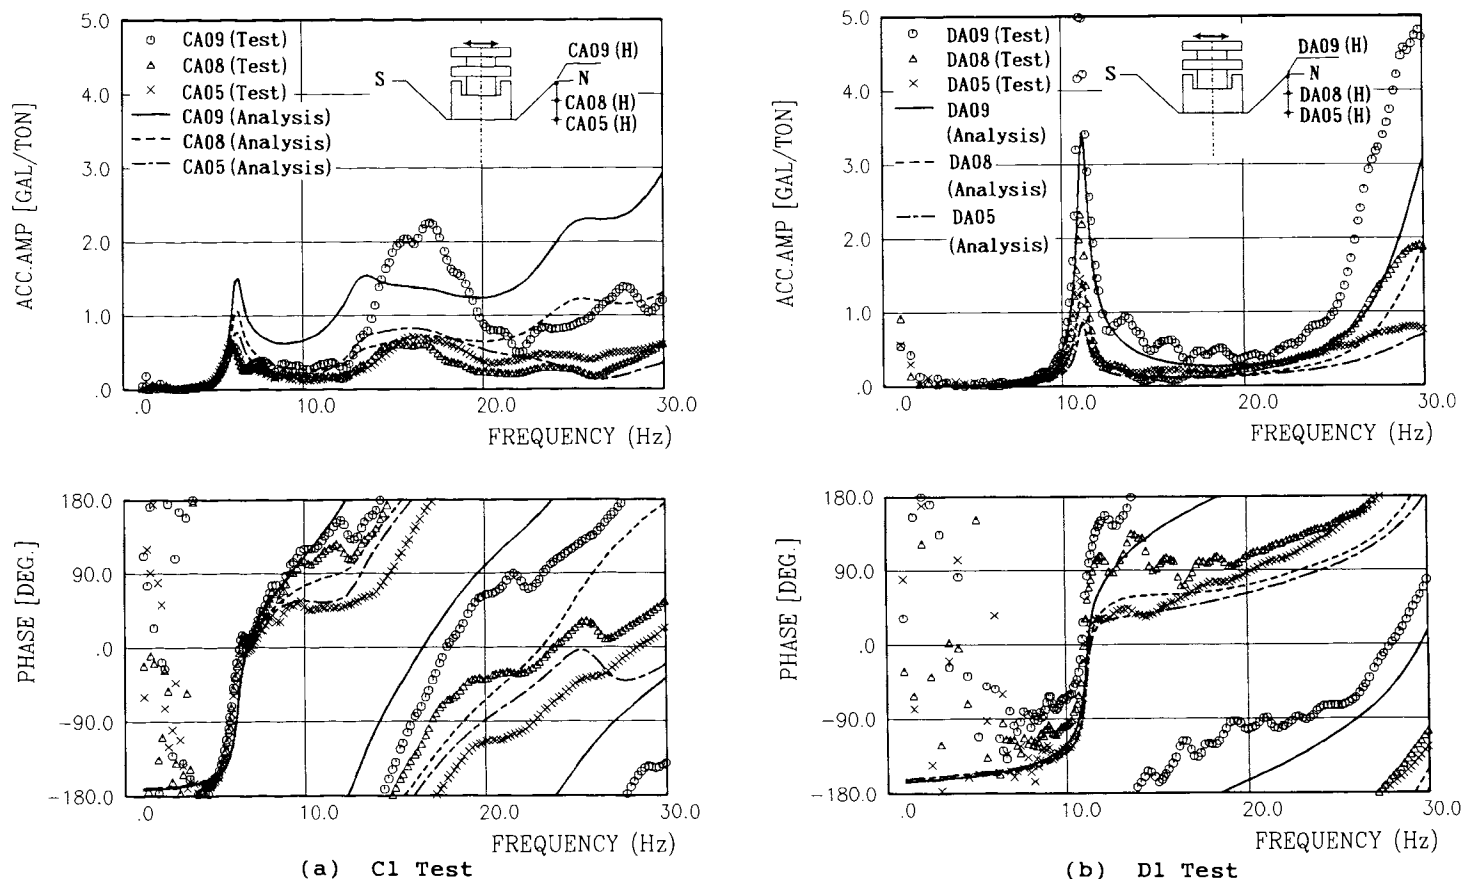 5.0
4.0
3.0
2.0
1.0
.0
ACC.AMP [GAL/TON]
CA09 (Test)
CA08 (Test)
CA05 (Test)
CA09 (Analysis)
CA08 (Analysis)
CA05 (Analysis)
S
CA09 (H)
N
CA08 (H)
CA05 (H)
.0
10.0
20.0
30.0
FREQUENCY (Hz)
5.0
4.0
3.0
2.0
1.0
.0
ACC.AMP [GAL/TON]
DA09 (Test)
DA08 (Test)
DA05 (Test)
DA09
(Analysis)
DA08
(Analysis)
DA05
(Analysis)
S
DA09 (H)
N
DA08 (H)
DA05 (H)
.0
10.0
20.0
30.0
FREQUENCY (Hz)
180.0
90.0
.0
-90.0
-180.0
PHASE [DEG.]
.0
10.0
20.0
30.0
FREQUENCY (Hz)
(a) C1 Test
180.0
90.0
.0
-90.0
-180.0
PHASE [DEG.]
.0
10.0
20.0
30.0
FREQUENCY (Hz)
(b) D1 Test